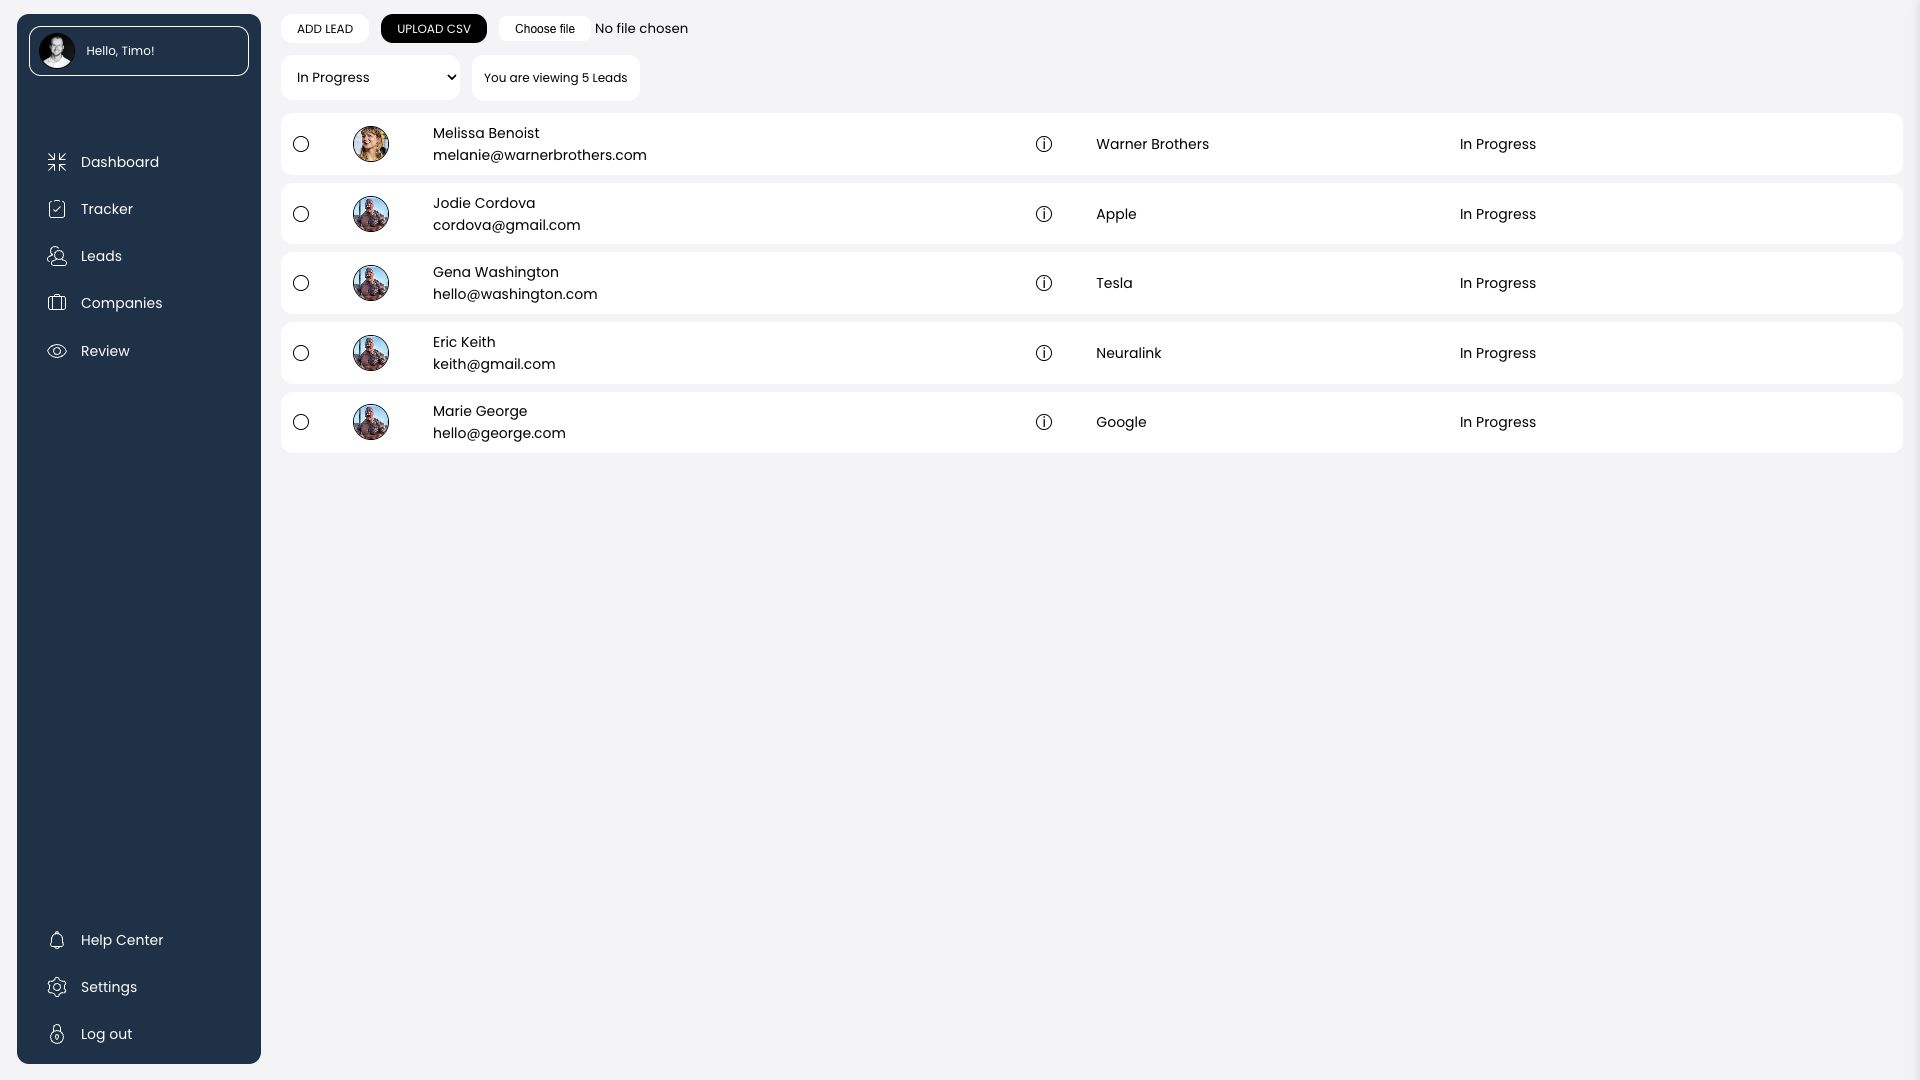 Hello, Timo!
Dashboard
Tracker
Leads
Companies
Review
Help Center
Settings
Log out
ADD LEAD UPLOAD CSV Choose file No file chosen
In Progress You are viewing 5 Leads
Melissa Benoist
melanie@warnerbrothers.com
Warner Brothers In Progress
Jodie Cordova
cordova@gmail.com
Apple In Progress
Gena Washington
hello@washington.com
Tesla In Progress
Eric Keith
keith@gmail.com
Neuralink In Progress
Marie George
hello@george.com
Google In Progress